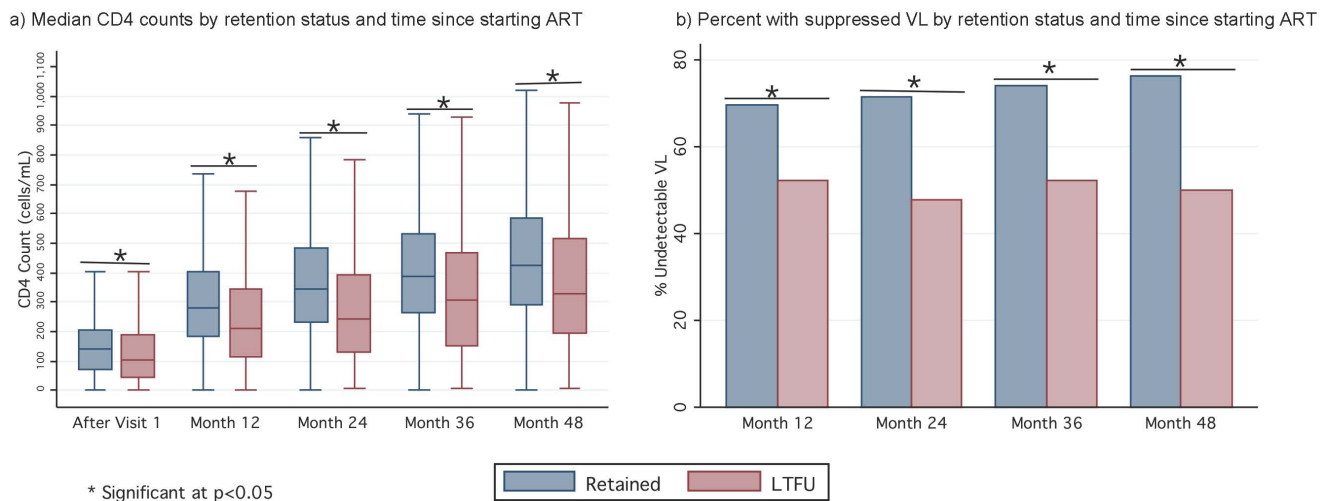 a) Median CD4 counts by retention status and time since starting ART
CD4 Count (cells/mL)
0 100 200 300 400 500 600 700 800 900 1,000 1,100
After Visit 1 Month 12 Month 24 Month 36 Month 48
* * * * *
b) Percent with suppressed VL by retention status and time since starting ART
% Undetectable VL
0 20 40 60 80
Month 12 Month 24 Month 36 Month 48
* * * *
* Significant at p<0.05
Retained LTFU